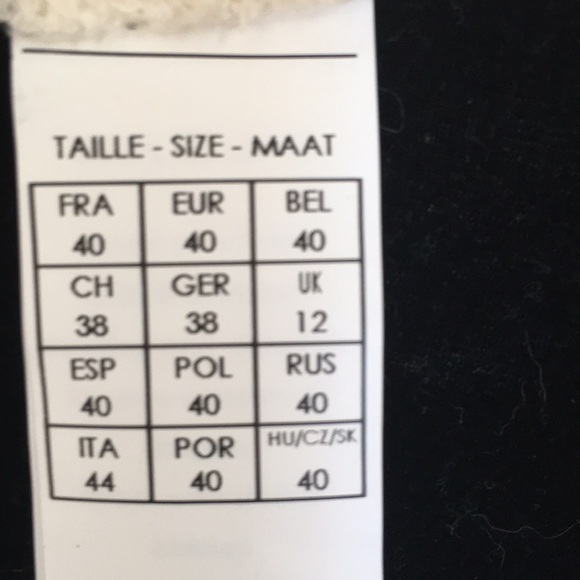 TAILLE - SIZE - MAAT
FRA EUR BEL
40 40 40
CH GER UK
38 38 12
ESP POL RUS
40 40 40
ITA POR HU/CZ/SK
44 40 40